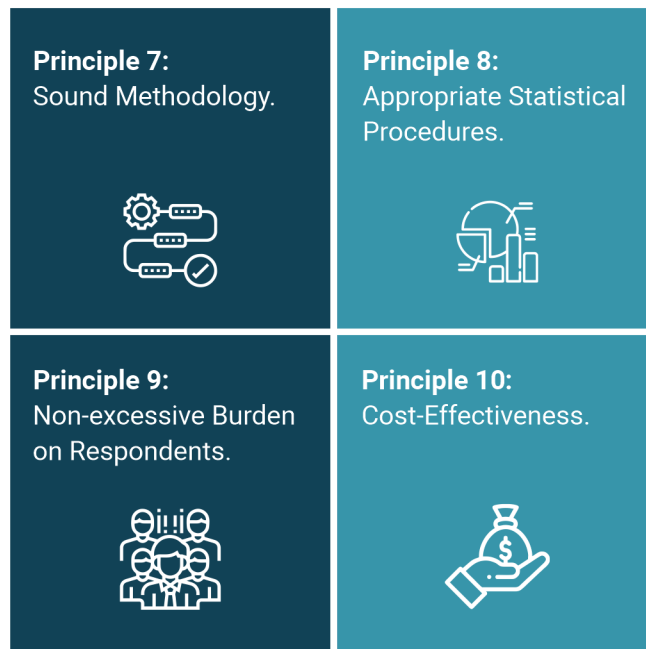 Principle 7:
Sound Methodology.
Principle 8:
Appropriate Statistical
Procedures.
Principle 9:
Non-excessive Burden
on Respondents.
Principle 10:
Cost-Effectiveness.